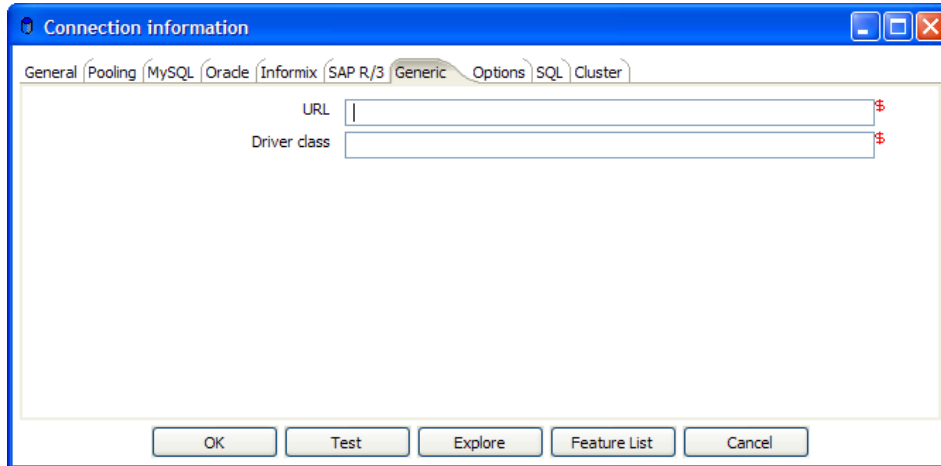 Connection information
General Pooling MySQL Oracle Informix SAP R/3 Generic Options SQL Cluster
URL $
Driver class $
OK Test Explore Feature List Cancel